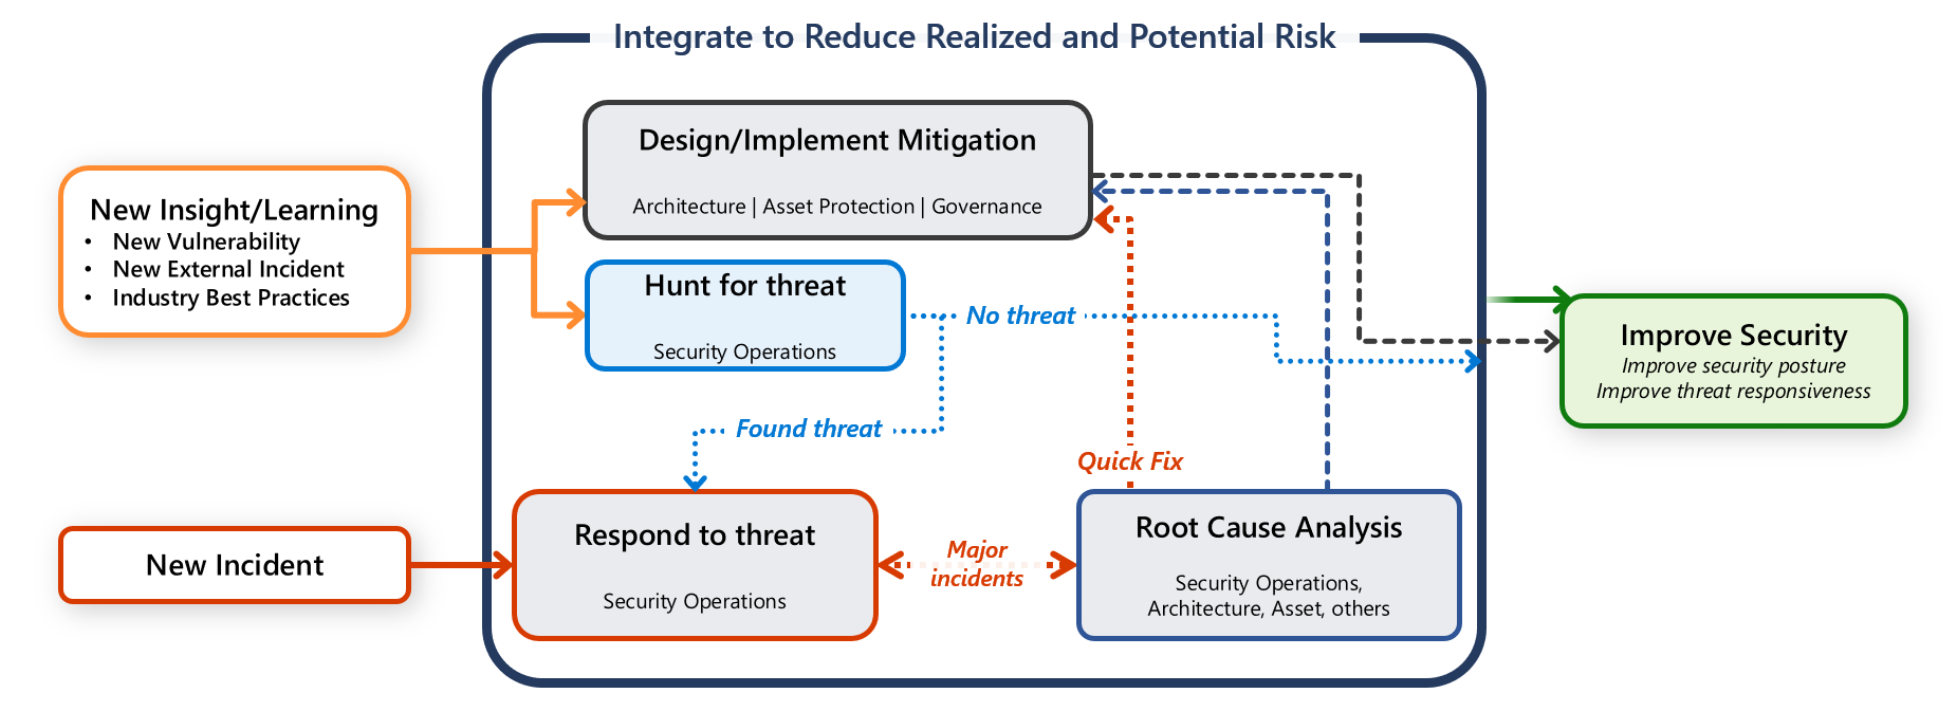 Integrate to Reduce Realized and Potential Risk
Design/Implement Mitigation
Architecture | Asset Protection | Governance
New Insight/Learning
• New Vulnerability
• New External Incident
• Industry Best Practices
Hunt for threat
Security Operations
No threat
Improve Security
Improve security posture
Improve threat responsiveness
Found threat
Quick Fix
New Incident
Respond to threat
Security Operations
Major
incidents
Root Cause Analysis
Security Operations,
Architecture, Asset, others